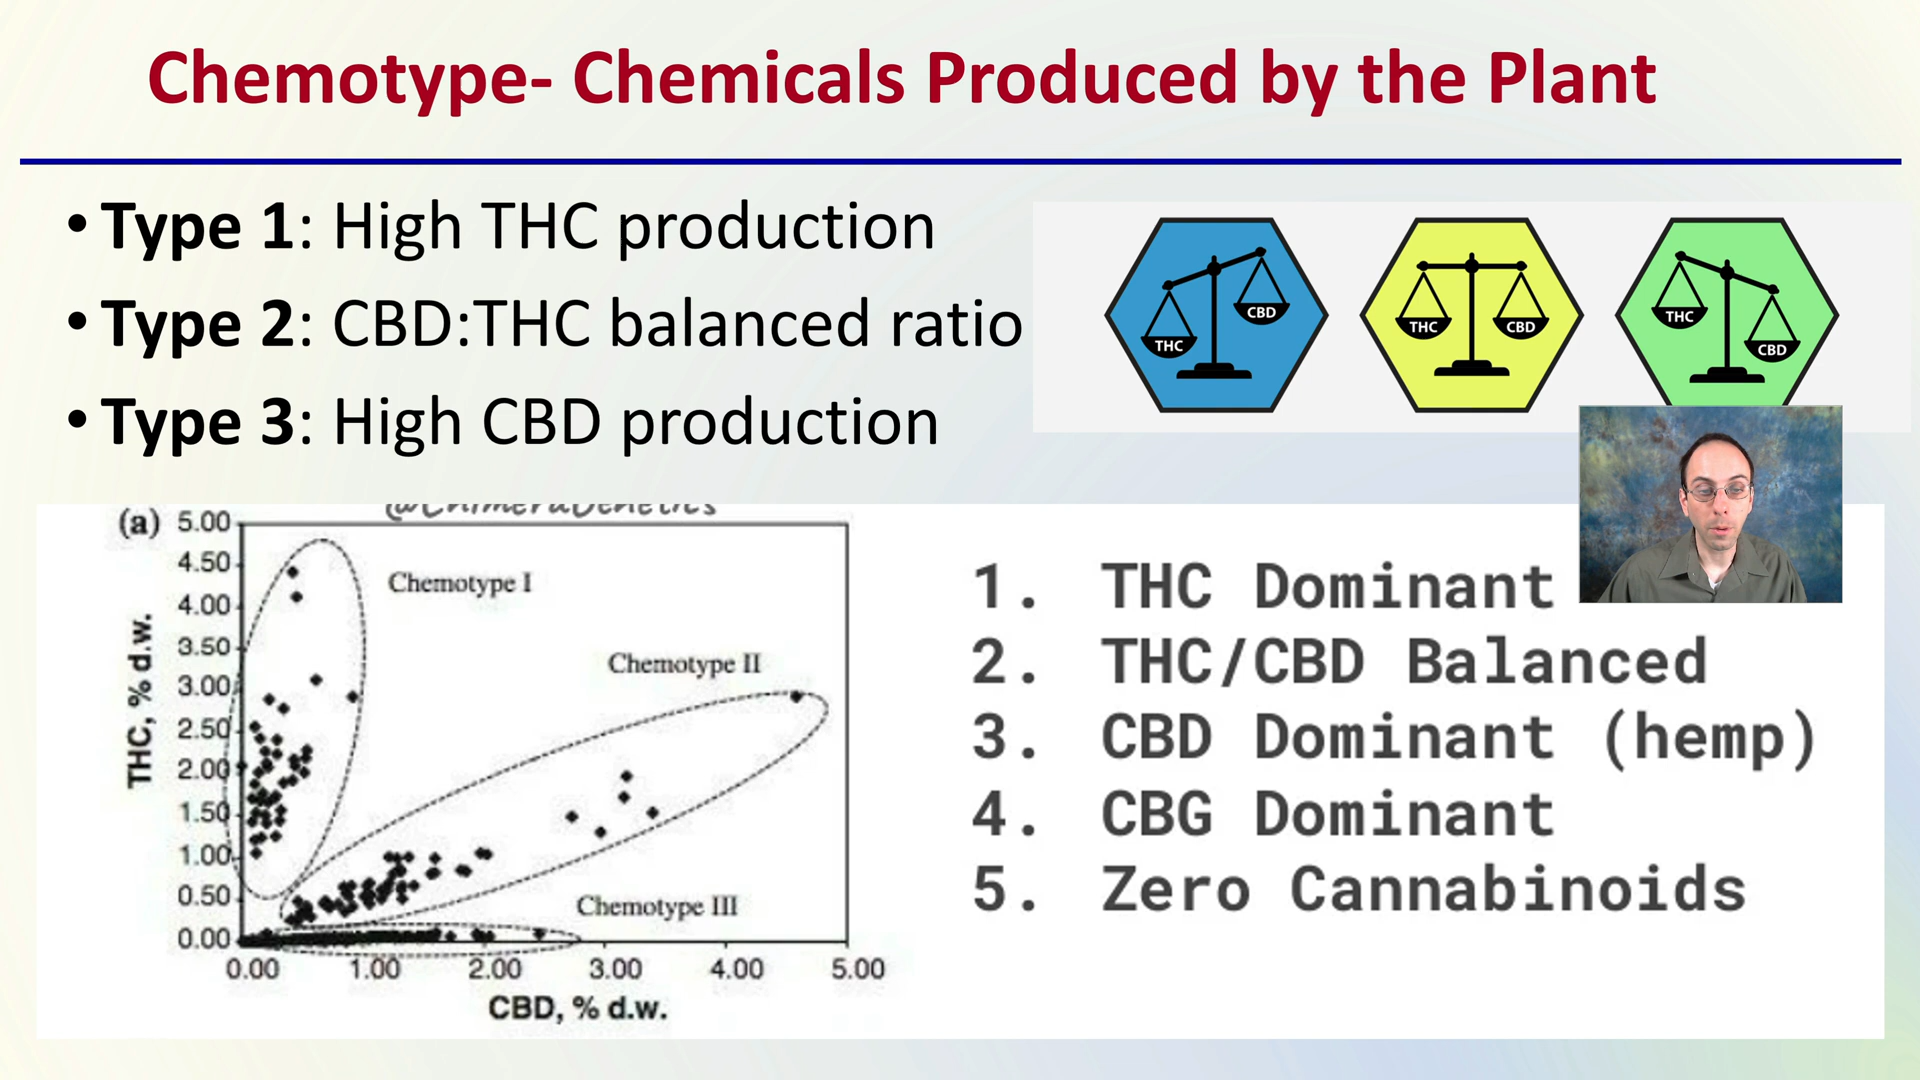 Chemotype- Chemicals Produced by the Plant
• Type 1: High THC production
• Type 2: CBD:THC balanced ratio
• Type 3: High CBD production
THC
CBD
THC
CBD
THC
CBD
@ChimeraGenetics
(a)
5.00
4.50
4.00
3.50
3.00
2.50
2.00
1.50
1.00
0.50
0.00
THC, % d.w.
Chemotype I
Chemotype II
Chemotype III
0.00 1.00 2.00 3.00 4.00 5.00
CBD, % d.w.
1. THC Dominant
2. THC/CBD Balanced
3. CBD Dominant (hemp)
4. CBG Dominant
5. Zero Cannabinoids